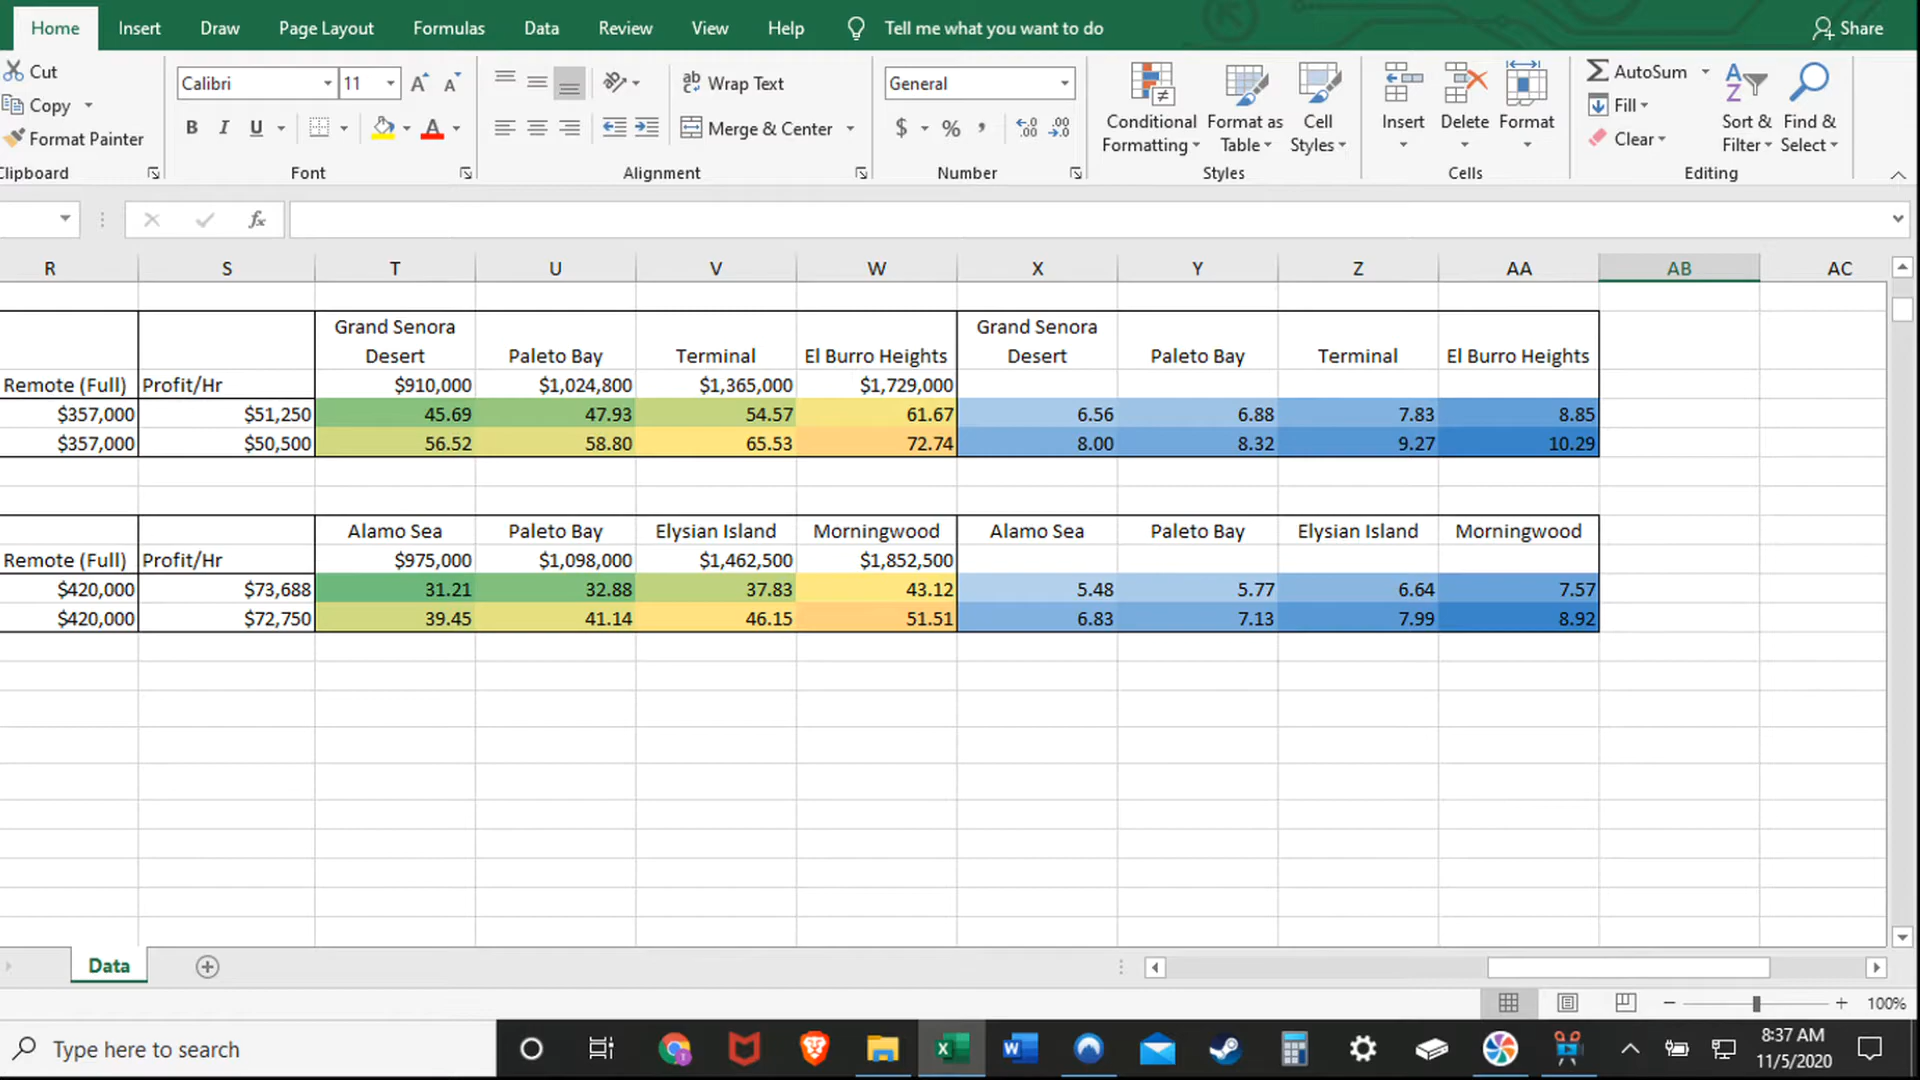 Home Insert Draw Page Layout Formulas Data Review View Help Tell me what you want to do Share
Cut
Copy
Format Painter
Clipboard
Calibri 11
B I U
Font
Wrap Text
Merge & Center
Alignment
General
$ %
Number
Conditional Formatting
Format as Table
Cell Styles
Styles
Insert Delete Format
Cells
AutoSum
Fill
Clear
Sort & Filter
Find & Select
Editing
fx
R S T U V W X Y Z AA AB AC
Grand Senora Desert Paleto Bay Terminal El Burro Heights Grand Senora Desert Paleto Bay Terminal El Burro Heights
Remote (Full) Profit/Hr $910,000 $1,024,800 $1,365,000 $1,729,000
$357,000 $51,250 45.69 47.93 54.57 61.67 6.56 6.88 7.83 8.85
$357,000 $50,500 56.52 58.80 65.53 72.74 8.00 8.32 9.27 10.29
Alamo Sea Paleto Bay Elysian Island Morningwood Alamo Sea Paleto Bay Elysian Island Morningwood
Remote (Full) Profit/Hr $975,000 $1,098,000 $1,462,500 $1,852,500
$420,000 $73,688 31.21 32.88 37.83 43.12 5.48 5.77 6.64 7.57
$420,000 $72,750 39.45 41.14 46.15 51.51 6.83 7.13 7.99 8.92
Data
100%
Type here to search
8:37 AM
11/5/2020